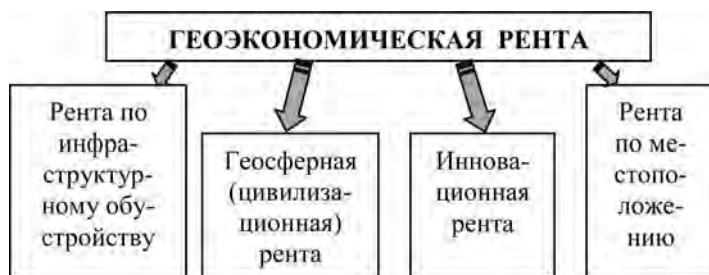 ГЕОЭКОНОМИЧЕСКАЯ РЕНТА
Рента по
инфра-
структур-
ному обу-
стройству
Геосферная
(цивилиза-
ционная)
рента
Иннова-
ционная
рента
Рента
по ме-
стопо-
ложе-
нию